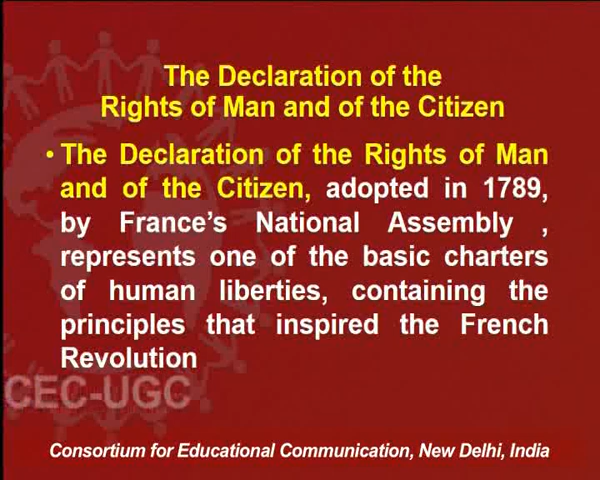 The Declaration of the
Rights of Man and of the Citizen
• The Declaration of the Rights of Man
and of the Citizen, adopted in 1789,
by France's National Assembly ,
represents one of the basic charters
of human liberties, containing the
principles that inspired the French
Revolution
CEC-UGC
Consortium for Educational Communication, New Delhi, India